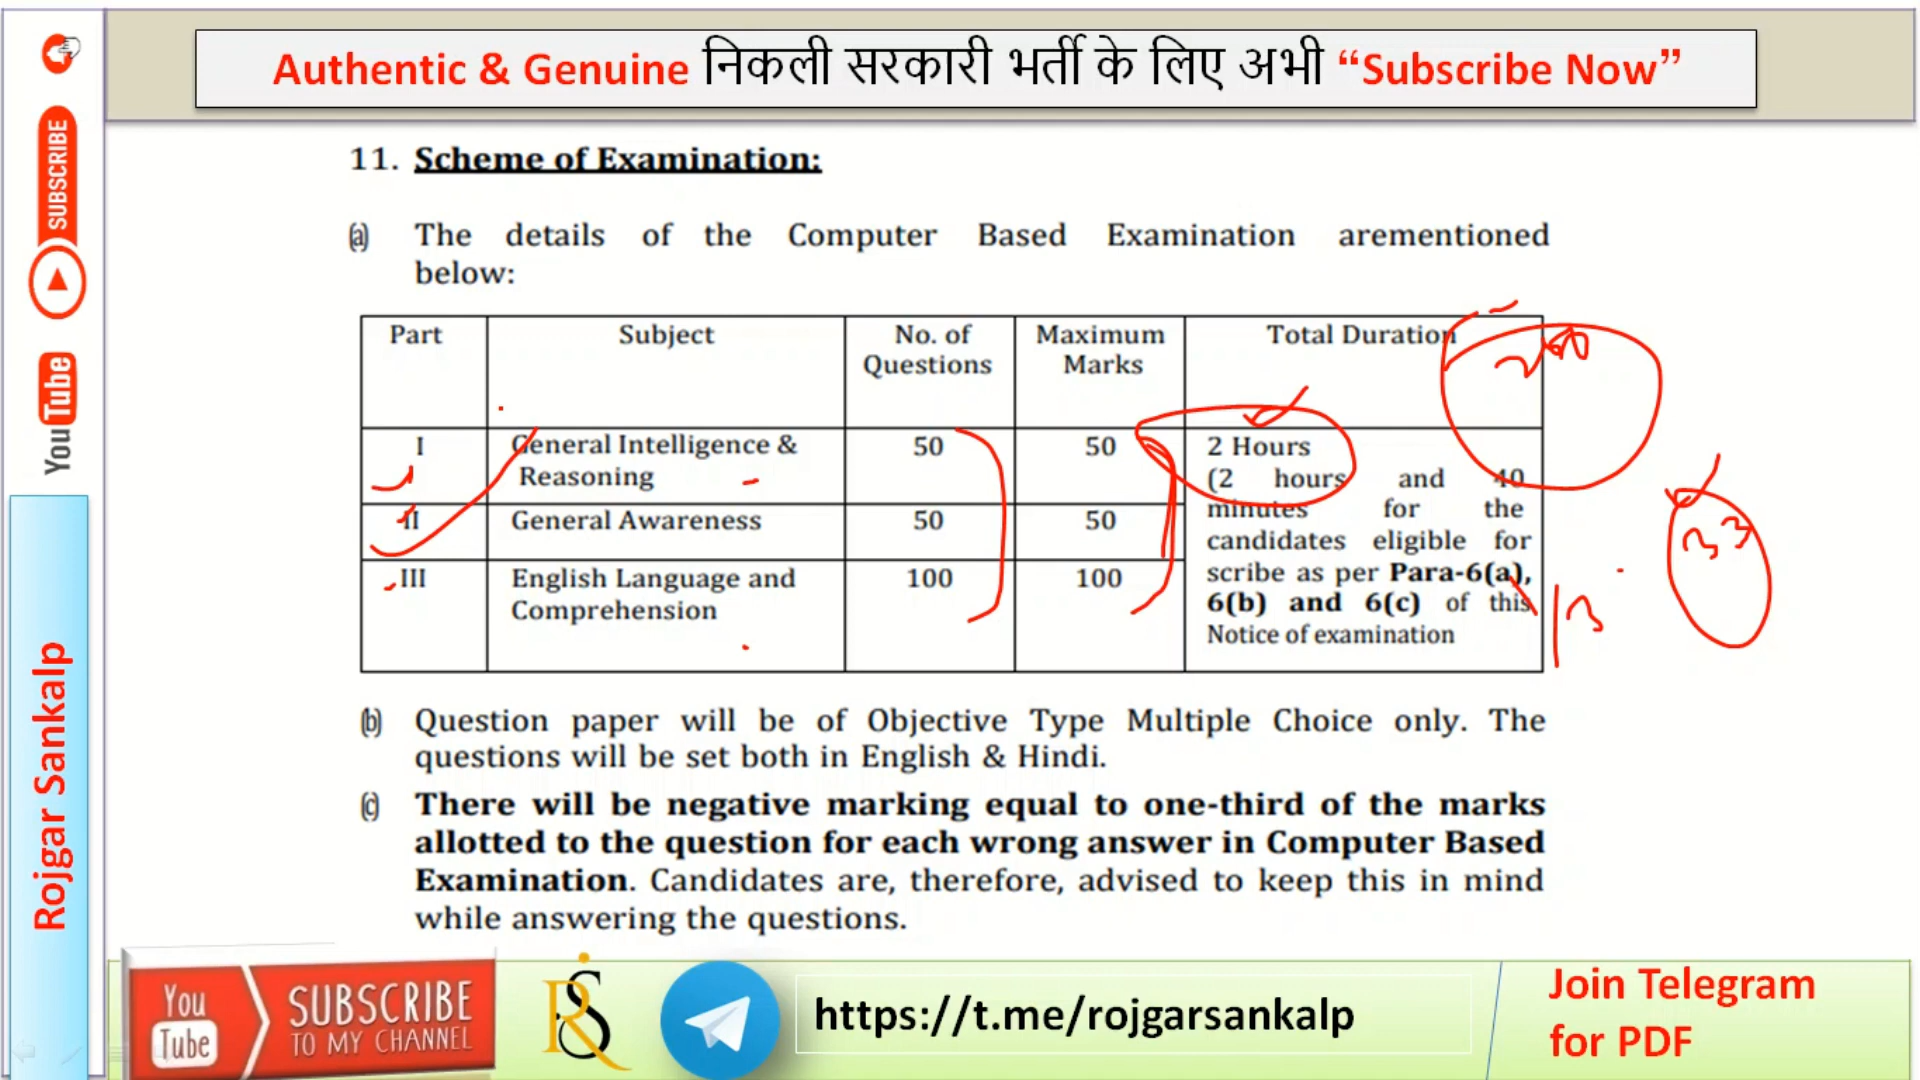 Authentic & Genuine निकली सरकारी भर्ती के लिए अभी “Subscribe Now”
SUBSCRIBE
YouTube
Rojgar Sankalp
11. Scheme of Examination:
(a) The details of the Computer Based Examination arementioned
below:
Part Subject No. of Questions Maximum Marks Total Duration
I General Intelligence & Reasoning 50 50
II General Awareness 50 50
III English Language and Comprehension 100 100
2 Hours
(2 hours and 40
minutes for the
candidates eligible for
scribe as per Para-6(a),
6(b) and 6(c) of this
Notice of examination
33
(b) Question paper will be of Objective Type Multiple Choice only. The
questions will be set both in English & Hindi.
(c) There will be negative marking equal to one-third of the marks
allotted to the question for each wrong answer in Computer Based
Examination. Candidates are, therefore, advised to keep this in mind
while answering the questions.
You Tube
SUBSCRIBE
TO MY CHANNEL
RS
https://t.me/rojgarsankalp
Join Telegram
for PDF